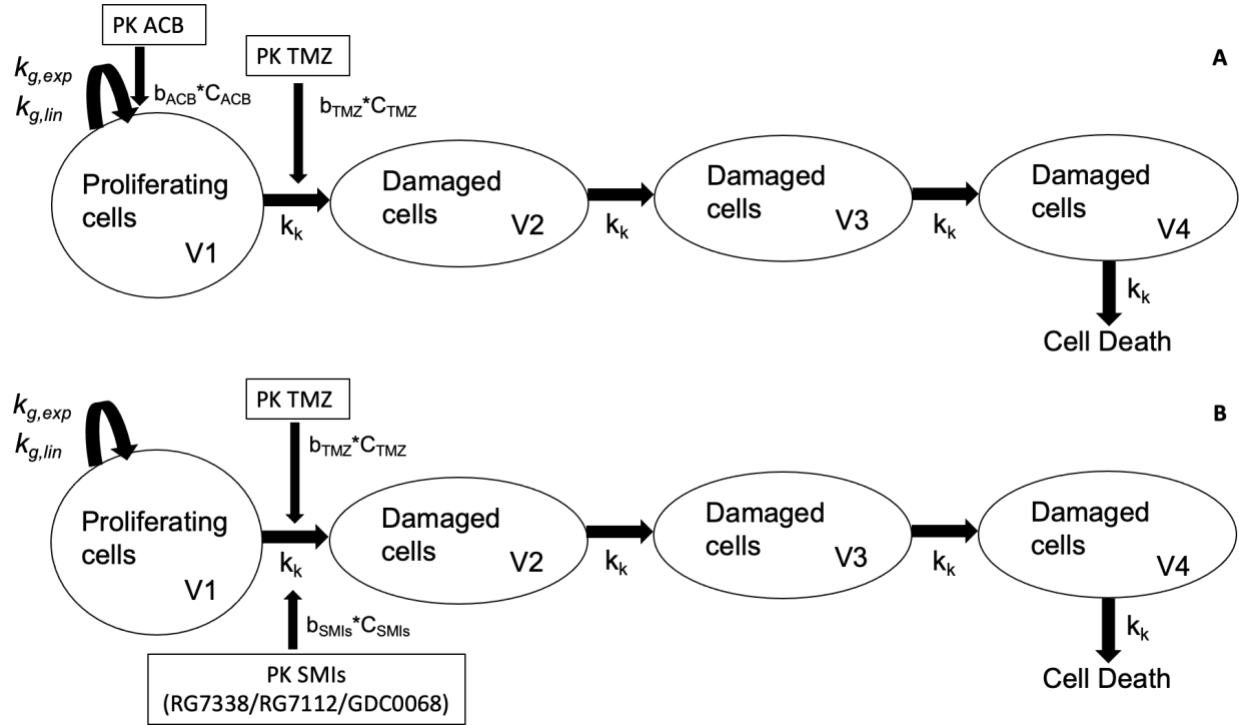 PK ACB
A
k_{g,exp}
k_{g,lin}
b_{ACB}*C_{ACB}
PK TMZ
b_{TMZ}*C_{TMZ}
Proliferating
cells
V1
k_k
Damaged
cells
V2
k_k
Damaged
cells
V3
k_k
Damaged
cells
V4
k_k
Cell Death
B
k_{g,exp}
k_{g,lin}
PK TMZ
b_{TMZ}*C_{TMZ}
Proliferating
cells
V1
k_k
b_{SMIs}*C_{SMIs}
PK SMIs
(RG7338/RG7112/GDC0068)
Damaged
cells
V2
k_k
Damaged
cells
V3
k_k
Damaged
cells
V4
k_k
Cell Death